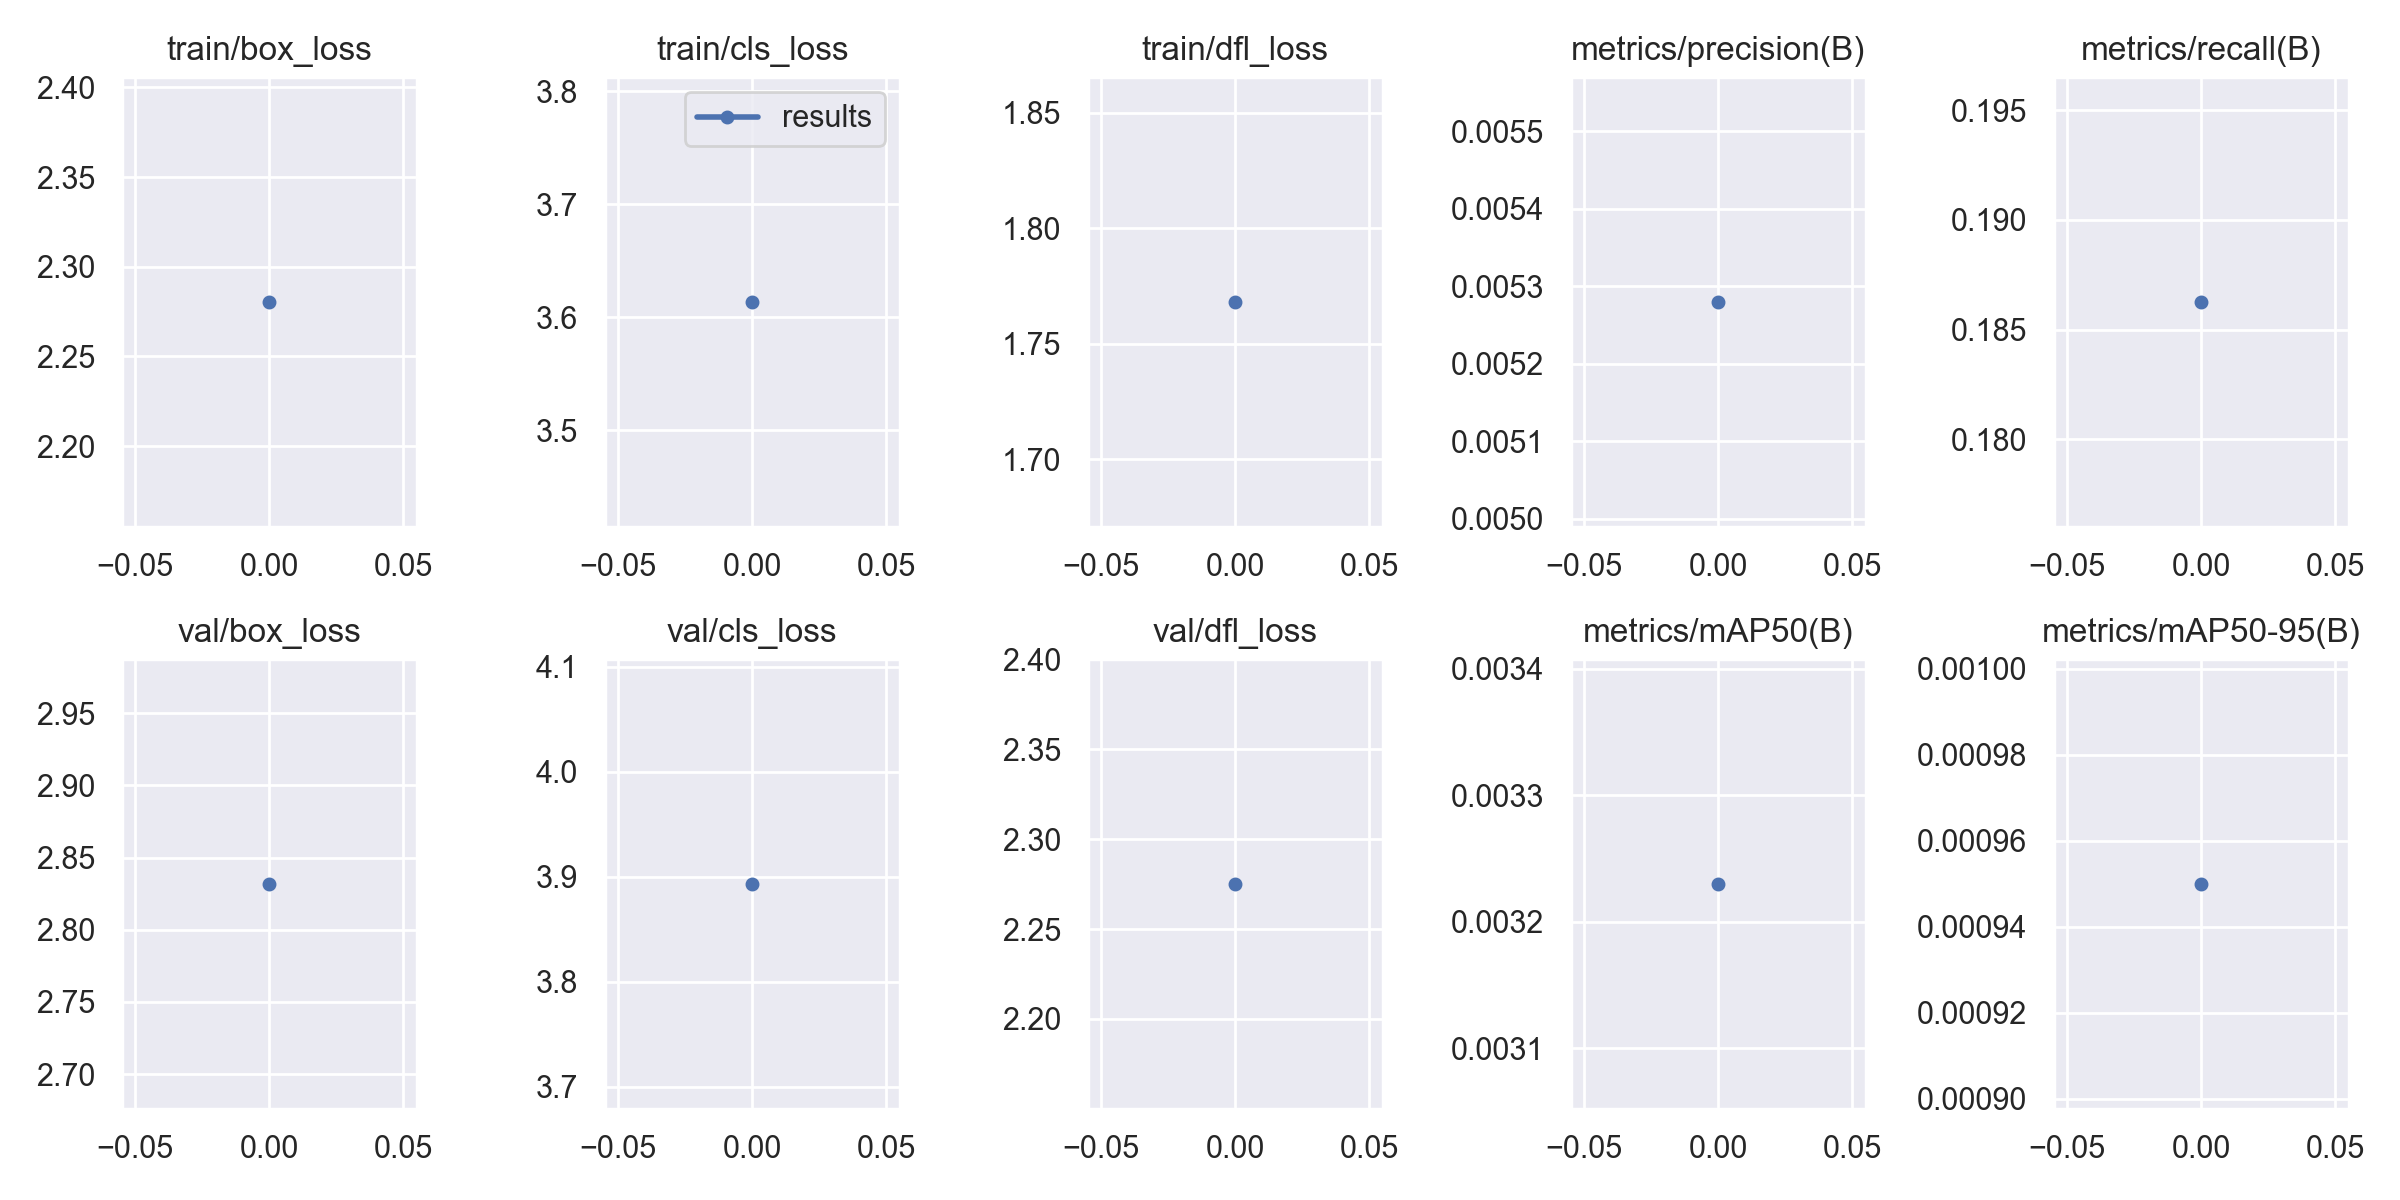 train/box_loss
2.40
2.35
2.30
2.25
2.20
−0.05 0.00 0.05
train/cls_loss
results
3.8
3.7
3.6
3.5
−0.05 0.00 0.05
train/dfl_loss
1.85
1.80
1.75
1.70
−0.05 0.00 0.05
metrics/precision(B)
0.0055
0.0054
0.0053
0.0052
0.0051
0.0050
−0.05 0.00 0.05
metrics/recall(B)
0.195
0.190
0.185
0.180
−0.05 0.00 0.05
val/box_loss
2.95
2.90
2.85
2.80
2.75
2.70
−0.05 0.00 0.05
val/cls_loss
4.1
4.0
3.9
3.8
3.7
−0.05 0.00 0.05
val/dfl_loss
2.40
2.35
2.30
2.25
2.20
−0.05 0.00 0.05
metrics/mAP50(B)
0.0034
0.0033
0.0032
0.0031
−0.05 0.00 0.05
metrics/mAP50-95(B)
0.00100
0.00098
0.00096
0.00094
0.00092
0.00090
−0.05 0.00 0.05